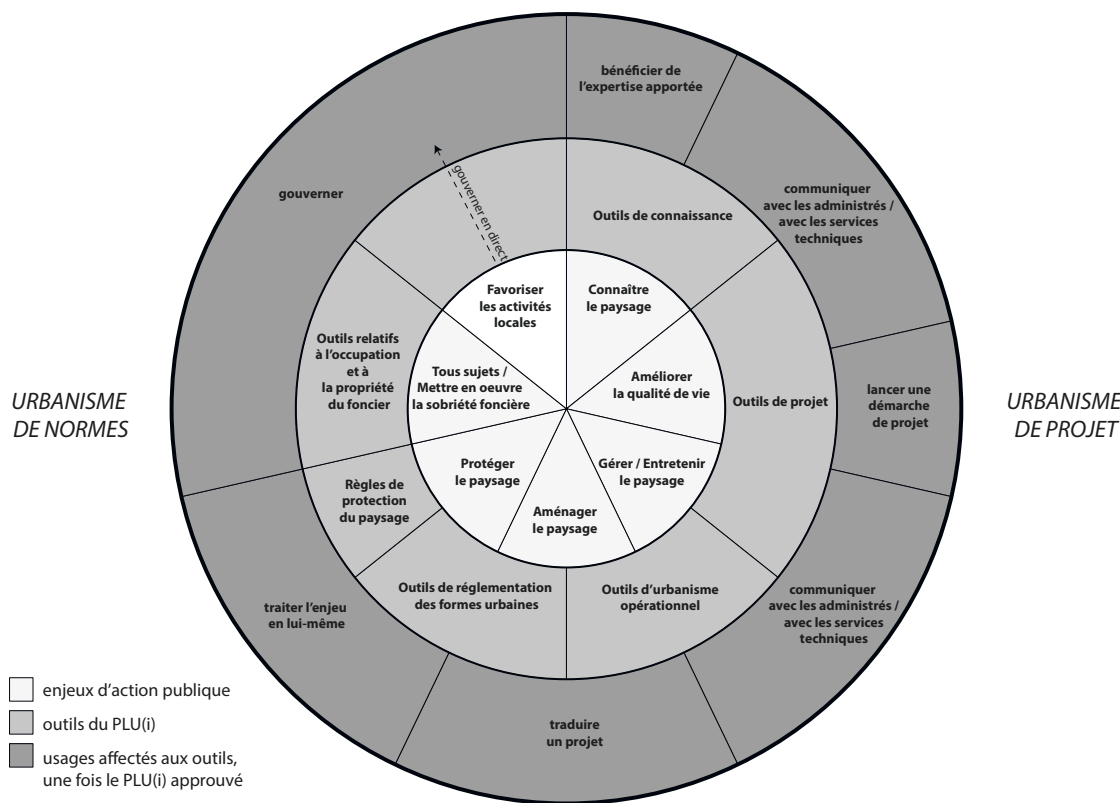 bénéficier de
l'expertise apportée
communiquer
avec les administrés /
avec les services
techniques
lancer une
démarche
de projet
communiquer
avec les administrés /
avec les services
techniques
traduire
un projet
traiter l'enjeu
en lui-même
gouverner
gouverner en direct
Outils de connaissance
Outils de projet
Outils d'urbanisme
opérationnel
Outils de réglementation
des formes urbaines
Règles de
protection
du paysage
Outils relatifs
à l'occupation
et à
la propriété
du foncier
Favoriser
les activités
locales
Connaître
le paysage
Améliorer
la qualité de vie
Gérer / Entretenir
le paysage
Aménager
le paysage
Protéger
le paysage
Tous sujets /
Mettre en oeuvre
la sobriété foncière
URBANISME
DE NORMES
URBANISME
DE PROJET
enjeux d'action publique
outils du PLU(i)
usages affectés aux outils,
une fois le PLU(i) approuvé